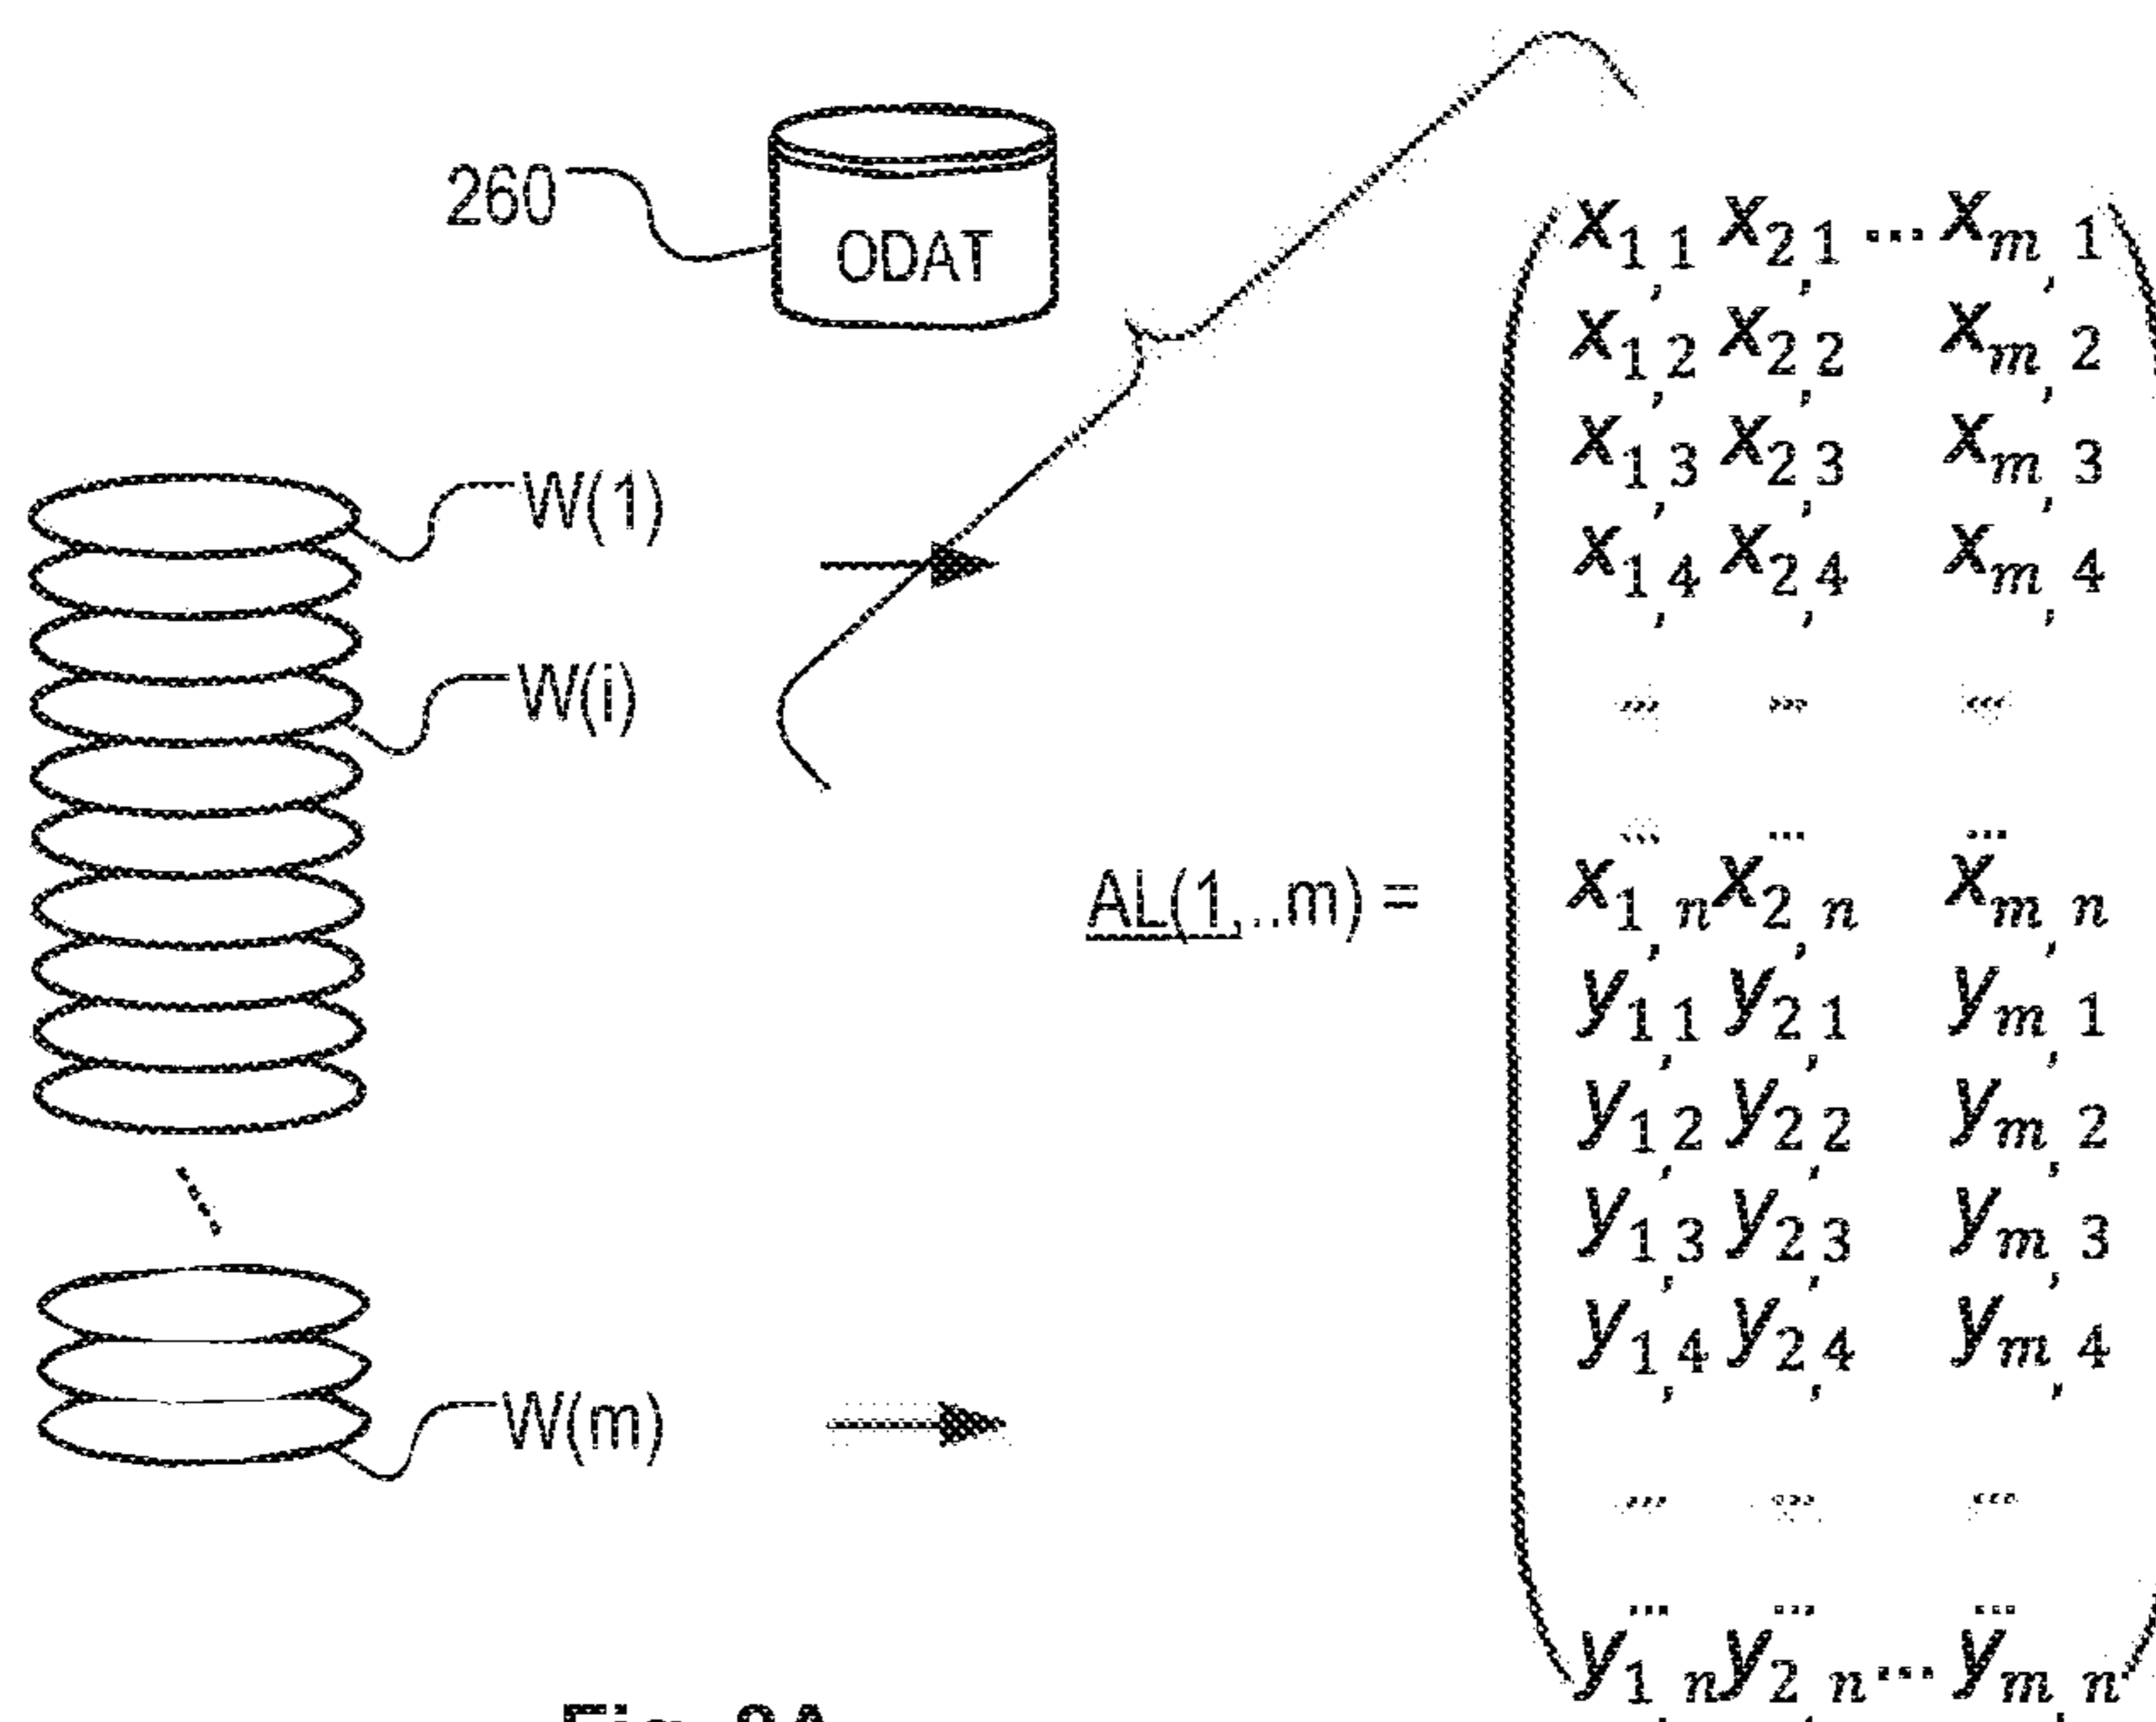 260
ODAT
W(1)
W(i)
W(m)
AL(1,..m) =
x1,1 x2,1 ... xm,1
x1,2 x2,2 xm,2
x1,3 x2,3 xm,3
x1,4 x2,4 xm,4
... ... ...
... ... ...
x1,n x2,n xm,n
y1,1 y2,1 ym,1
y1,2 y2,2 ym,2
y1,3 y2,3 ym,3
y1,4 y2,4 ym,4
... ... ...
... ... ...
y1,n y2,n ... ym,n